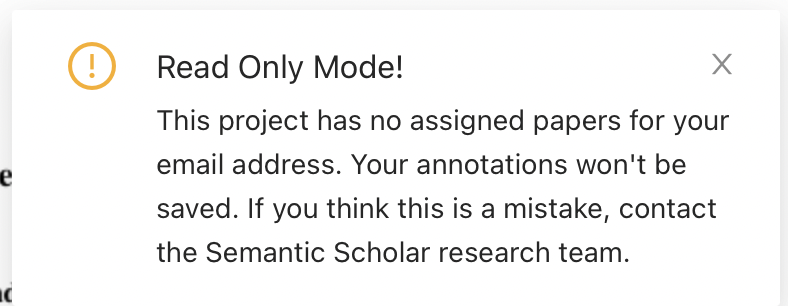 Read Only Mode!
This project has no assigned papers for your
email address. Your annotations won't be
saved. If you think this is a mistake, contact
the Semantic Scholar research team.